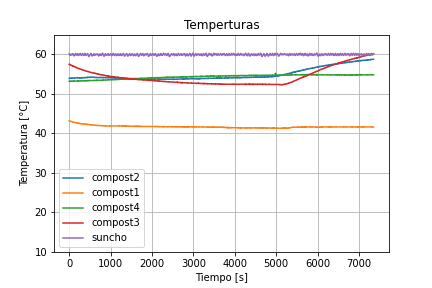 Temperturas
Temperatura [°C]
60
50
40
30
20
10
compost2
compost1
compost4
compost3
suncho
0 1000 2000 3000 4000 5000 6000 7000
Tiempo [s]